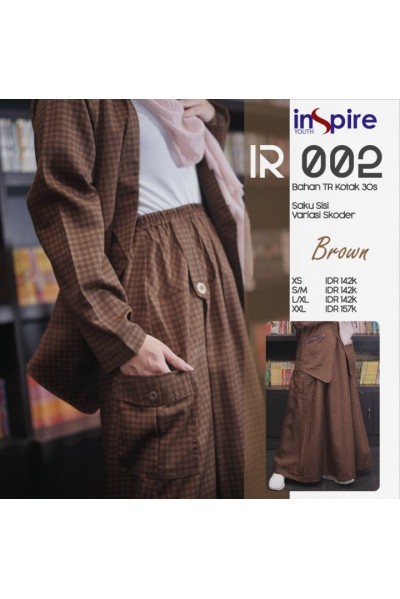 inSpire
YOUTH
IR 002
Bahan TR Kotak 30s
Saku Sisi
Variasi Skoder
Brown
XS IDR 142k
S/M IDR 142k
L/XL IDR 142k
XXL IDR 157k